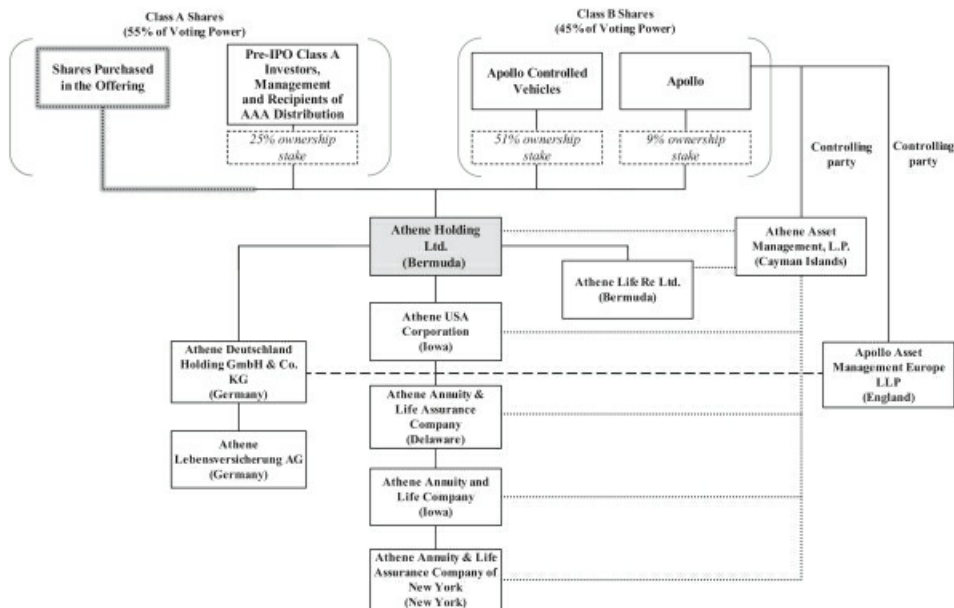 Class A Shares
(55% of Voting Power)
Class B Shares
(45% of Voting Power)
Shares Purchased
in the Offering
Pre-IPO Class A
Investors,
Management
and Recipients of
AAA Distribution
25% ownership
stake
Apollo Controlled
Vehicles
51% ownership
stake
Apollo
9% ownership
stake
Controlling
party
Controlling
party
Athene Holding
Ltd.
(Bermuda)
Athene Asset
Management, L.P.
(Cayman Islands)
Athene Life Re Ltd.
(Bermuda)
Athene USA
Corporation
(Iowa)
Athene Deutschland
Holding GmbH & Co.
KG
(Germany)
Apollo Asset
Management Europe
LLP
(England)
Athene Annuity &
Life Assurance
Company
(Delaware)
Athene
Lebensversicherung AG
(Germany)
Athene Annuity and
Life Company
(Iowa)
Athene Annuity & Life
Assurance Company of
New York
(New York)